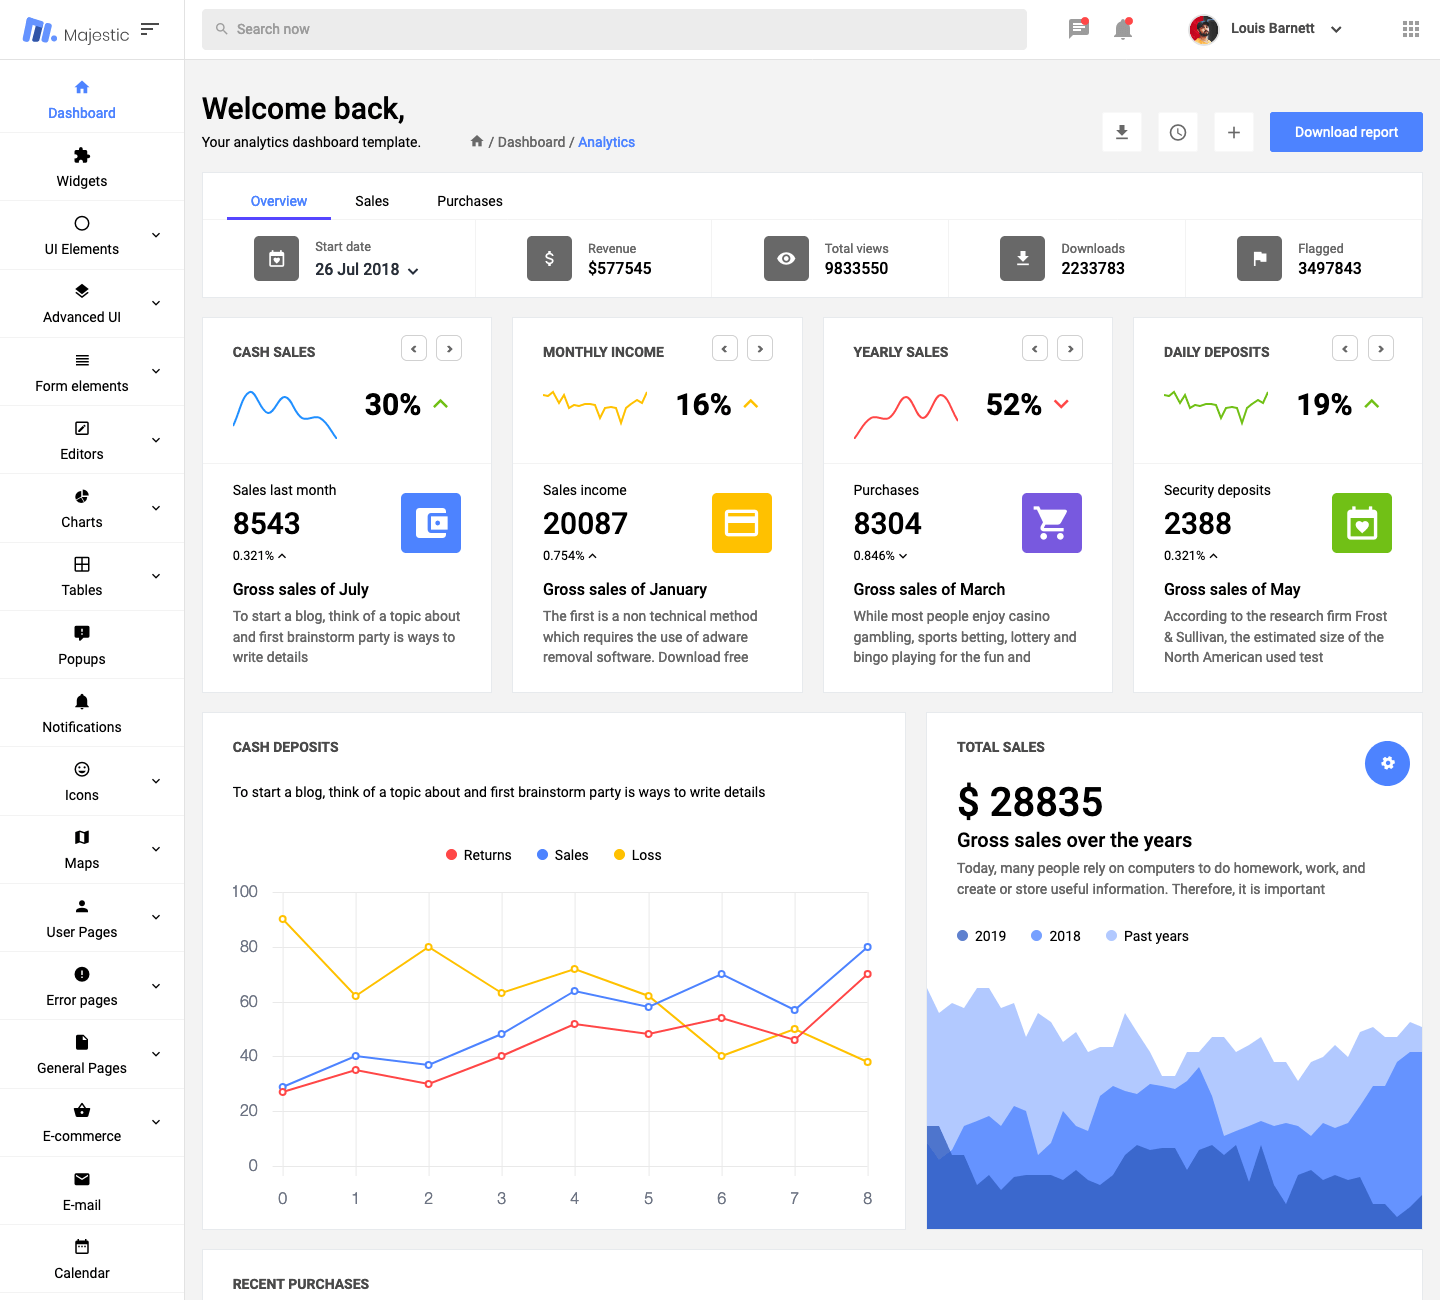 Majestic
Search now
Louis Barnett
Dashboard
Widgets
UI Elements
Advanced UI
Form elements
Editors
Charts
Tables
Popups
Notifications
Icons
Maps
User Pages
Error pages
General Pages
E-commerce
E-mail
Calendar
Welcome back,
Your analytics dashboard template.
/ Dashboard / Analytics
Download report
Overview Sales Purchases
Start date
26 Jul 2018
Revenue
$577545
Total views
9833550
Downloads
2233783
Flagged
3497843
CASH SALES
30%
Sales last month
8543
0.321%
Gross sales of July
To start a blog, think of a topic about
and first brainstorm party is ways to
write details
MONTHLY INCOME
16%
Sales income
20087
0.754%
Gross sales of January
The first is a non technical method
which requires the use of adware
removal software. Download free
YEARLY SALES
52%
Purchases
8304
0.846%
Gross sales of March
While most people enjoy casino
gambling, sports betting, lottery and
bingo playing for the fun and
DAILY DEPOSITS
19%
Security deposits
2388
0.321%
Gross sales of May
According to the research firm Frost
& Sullivan, the estimated size of the
North American used test
CASH DEPOSITS
To start a blog, think of a topic about and first brainstorm party is ways to write details
Returns Sales Loss
100
80
60
40
20
0
0 1 2 3 4 5 6 7 8
TOTAL SALES
$ 28835
Gross sales over the years
Today, many people rely on computers to do homework, work, and
create or store useful information. Therefore, it is important
2019 2018 Past years
RECENT PURCHASES